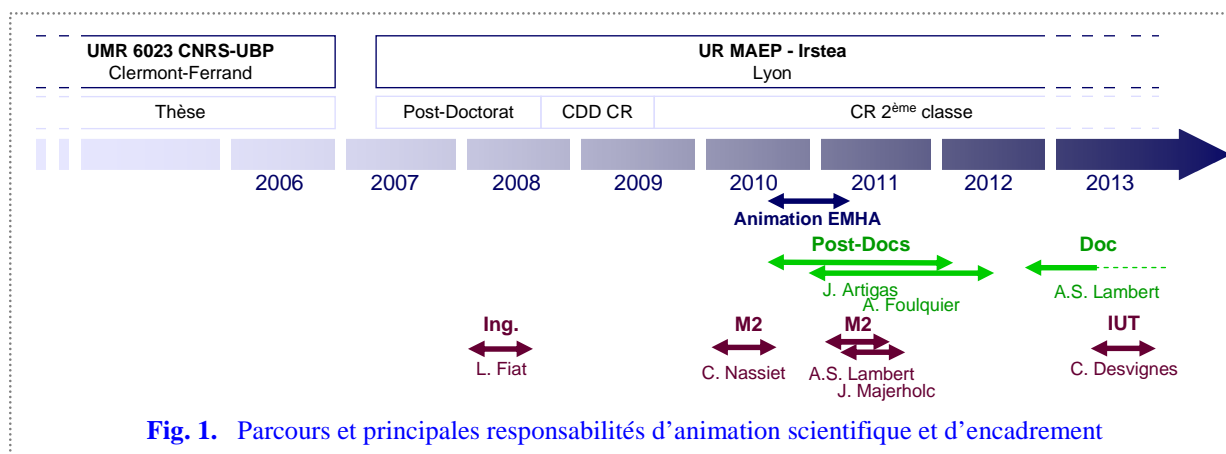 UMR 6023 CNRS-UBP
Clermont-Ferrand
UR MAEP - Irstea
Lyon
Thèse
Post-Doctorat
CDD CR
CR 2ème classe
2006
2007
2008
2009
2010
2011
2012
2013
Animation EMHA
Post-Docs
Doc
J. Artigas
A. Foulquier
A.S. Lambert
Ing.
M2
M2
IUT
L. Fiat
C. Nassiet
A.S. Lambert
J. Majerholc
C. Desvignes
Fig. 1. Parcours et principales responsabilités d'animation scientifique et d'encadrement